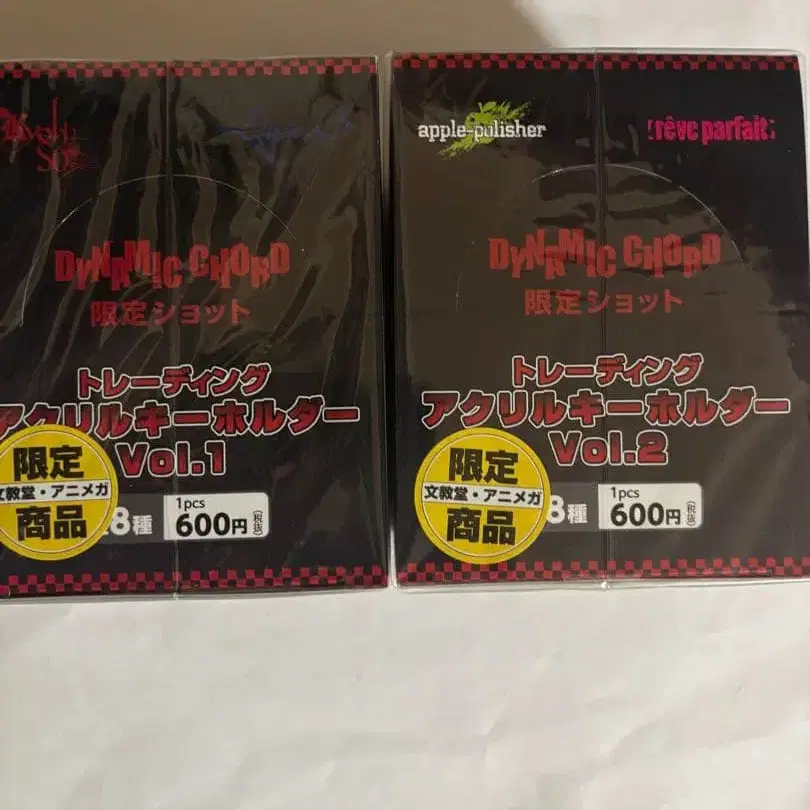 DYNAMIC CHORD
限定ショット
トレーディング
アクリルキーホルダー
Vol.1
限定
文教堂・アニメガ
商品
8種
1pcs
600円(税抜)
apple-polisher
[rêve parfait]
DYNAMIC CHORD
限定ショット
トレーディング
アクリルキーホルダー
Vol.2
限定
文教堂・アニメガ
商品
8種
1pcs
600円(税抜)